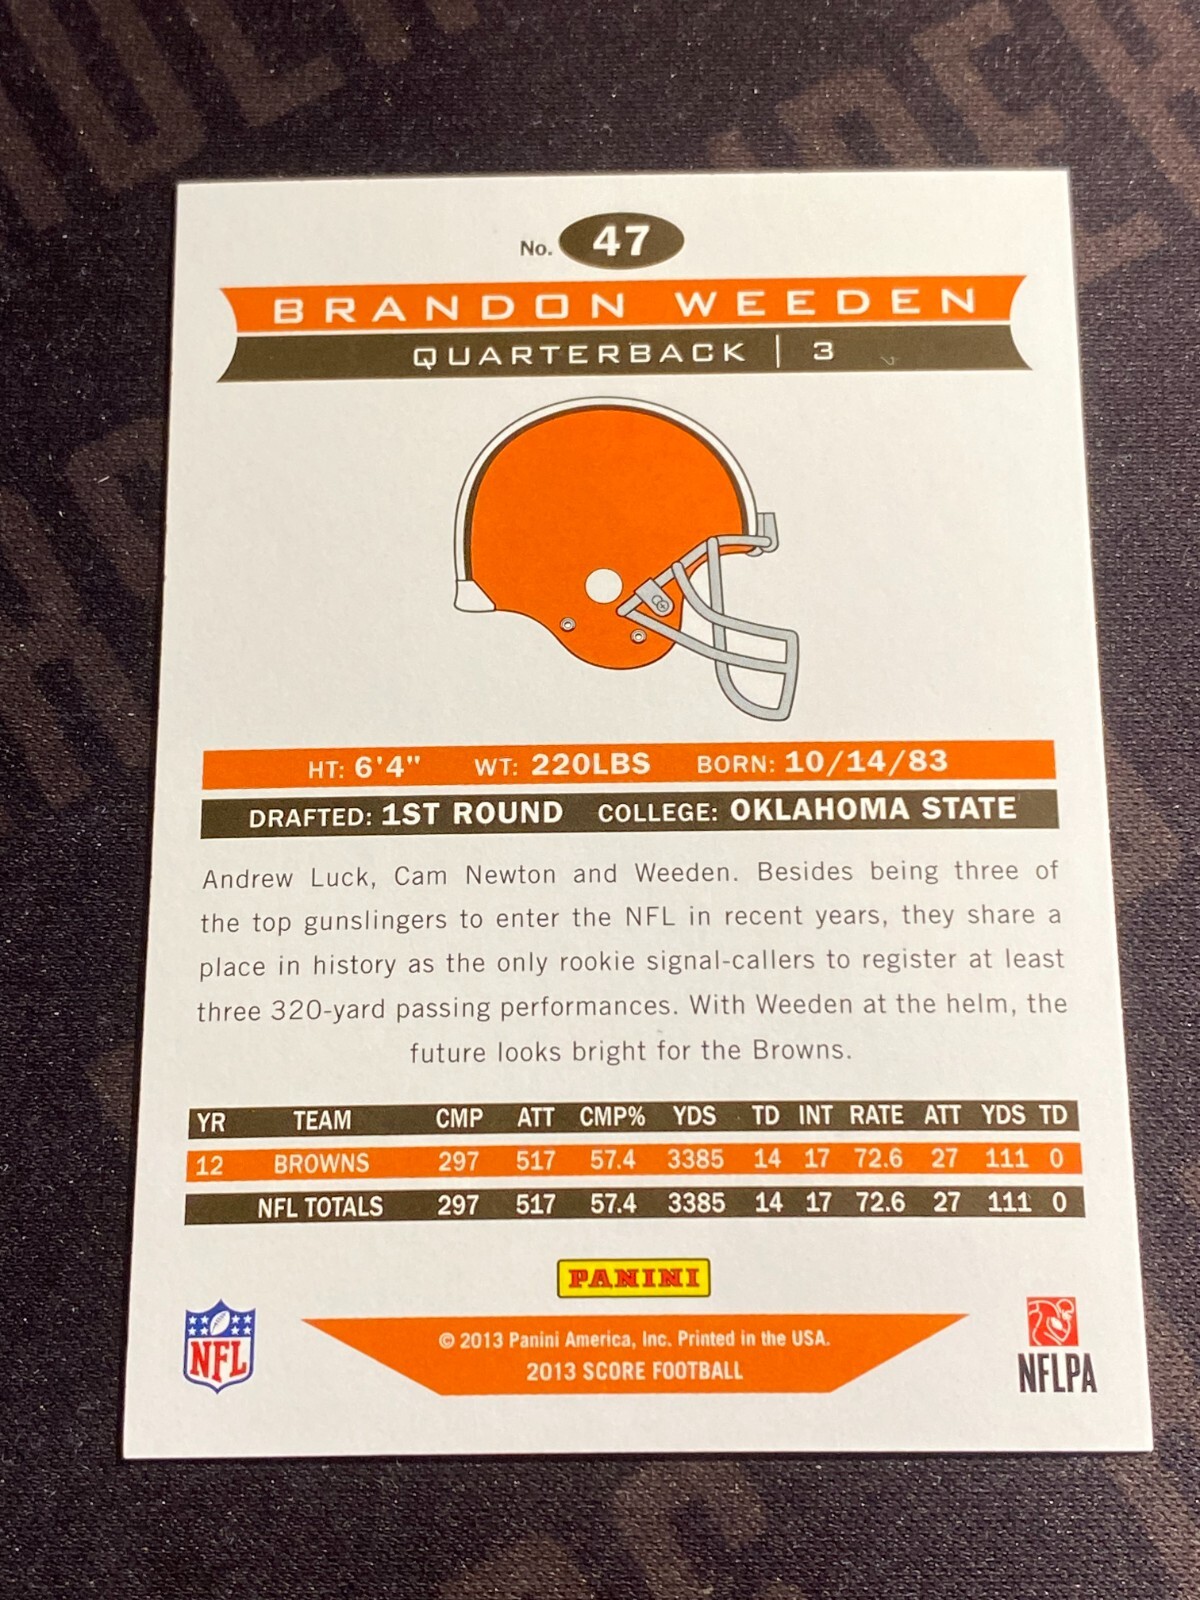 No. 47
BRANDON WEEDEN
QUARTERBACK | 3
HT: 6'4" WT: 220LBS BORN: 10/14/83
DRAFTED: 1ST ROUND COLLEGE: OKLAHOMA STATE
Andrew Luck, Cam Newton and Weeden. Besides being three of
the top gunslingers to enter the NFL in recent years, they share a
place in history as the only rookie signal-callers to register at least
three 320-yard passing performances. With Weeden at the helm, the
future looks bright for the Browns.
YR TEAM CMP ATT CMP% YDS TD INT RATE ATT YDS TD
12 BROWNS 297 517 57.4 3385 14 17 72.6 27 111 0
NFL TOTALS 297 517 57.4 3385 14 17 72.6 27 111 0
PANINI
NFL
© 2013 Panini America, Inc. Printed in the USA.
2013 SCORE FOOTBALL
NFLPA